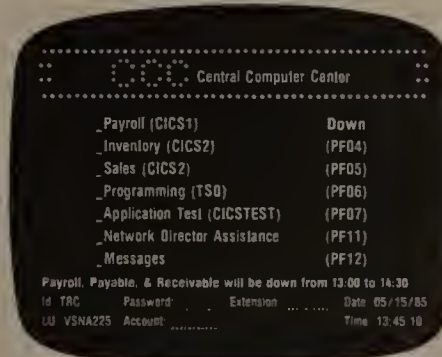 CCC Central Computer Center
_Payroll (CICS1) Down
_Inventory (CICS2) (PF04)
_Sales (CICS2) (PF05)
_Programming (TSO) (PF06)
_Application Test (CICSTEST) (PF07)
_Network Director Assistance (PF11)
_Messages (PF12)
Payroll, Payable, & Receivable will be down from 13:00 to 14:30
Id TRC Password: Extension Date 05/15/85
LU VSNA225 Account: Time 13:45 10